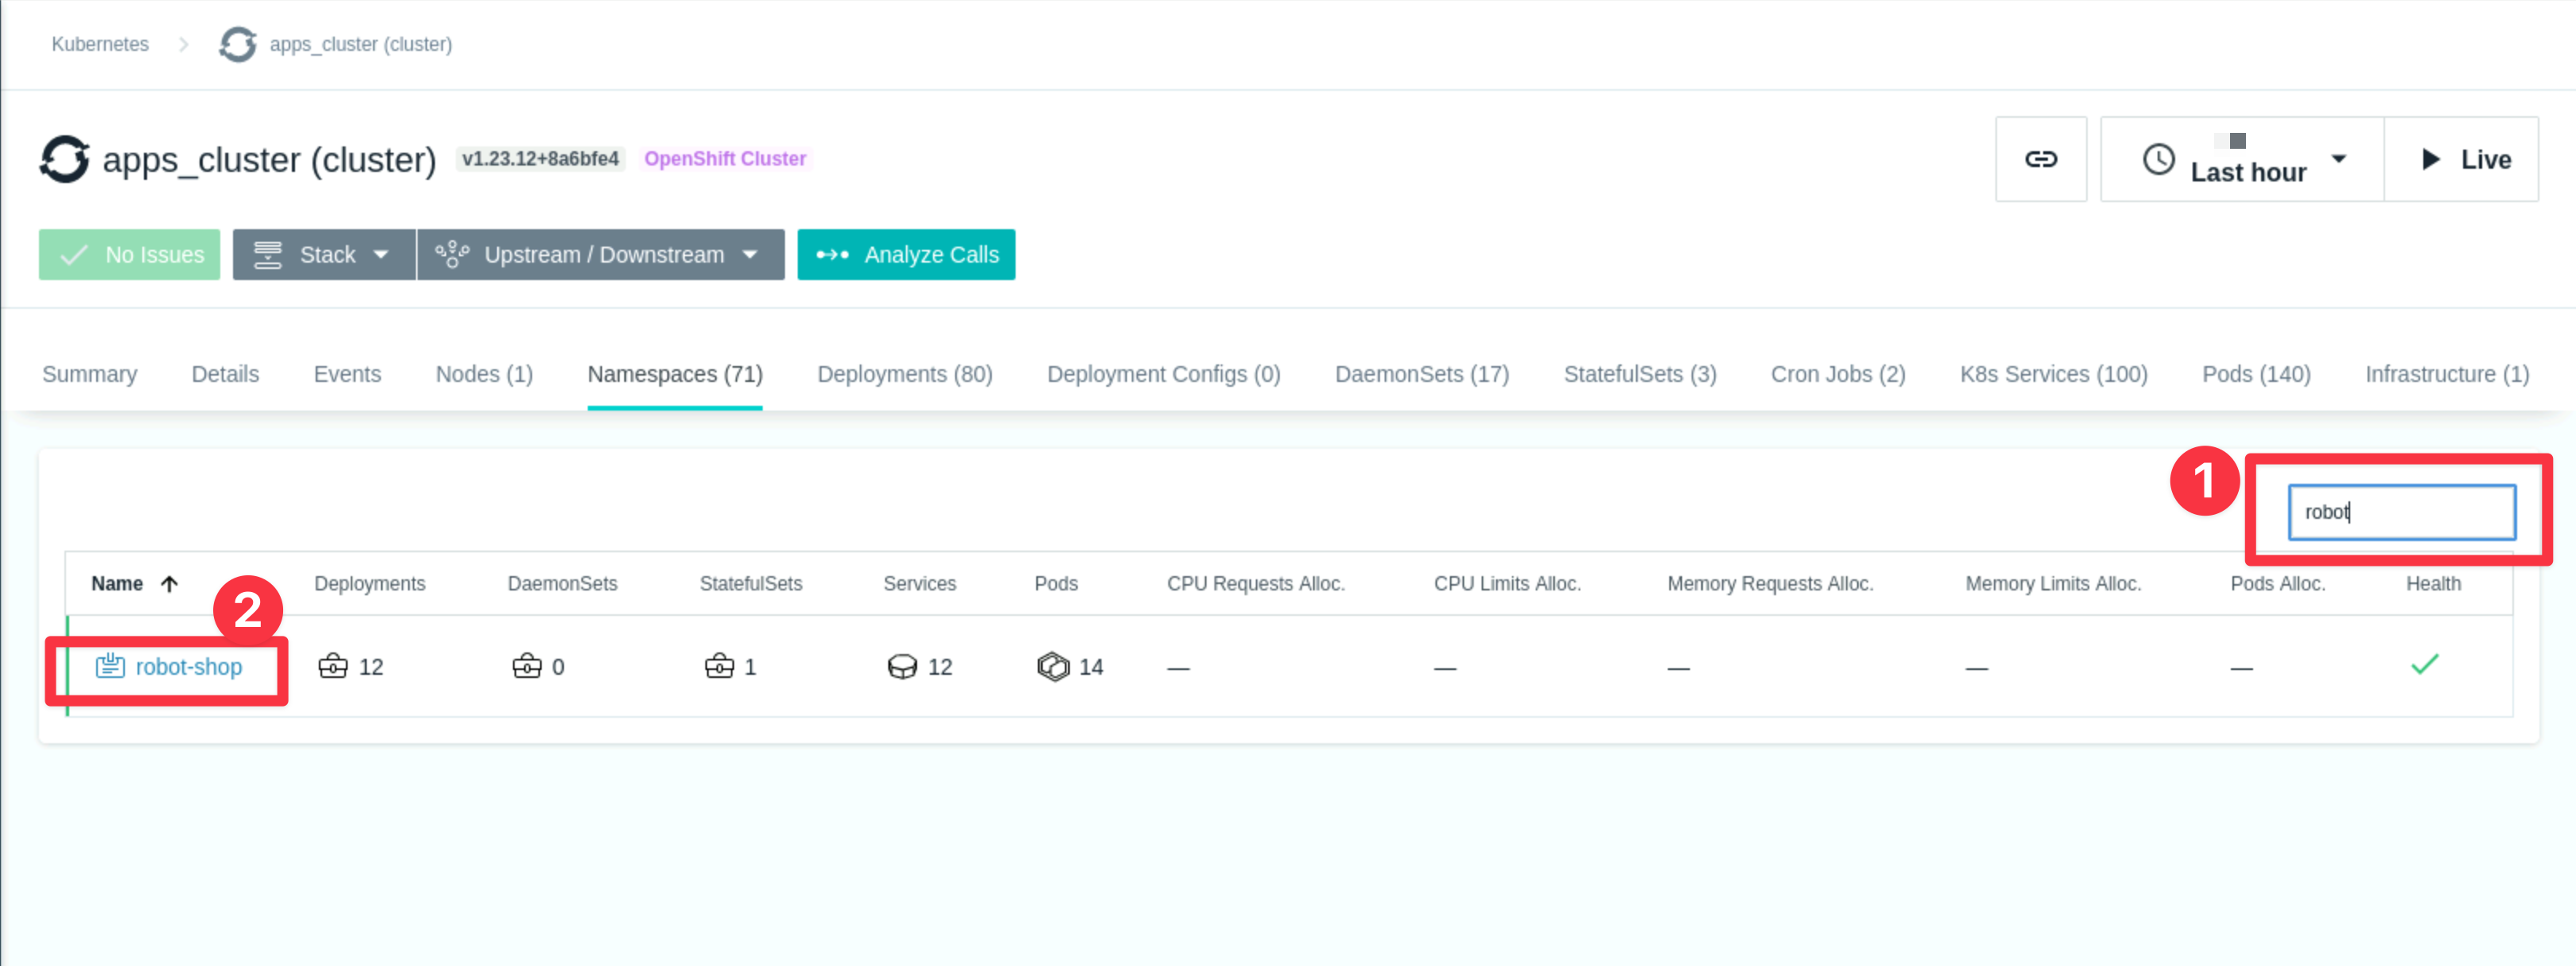 Kubernetes > apps_cluster (cluster)
apps_cluster (cluster) v1.23.12+8a6bfe4 OpenShift Cluster
Last hour
Live
No Issues Stack Upstream / Downstream Analyze Calls
Summary Details Events Nodes (1) Namespaces (71) Deployments (80) Deployment Configs (0) DaemonSets (17) StatefulSets (3) Cron Jobs (2) K8s Services (100) Pods (140) Infrastructure (1)
1
robot
Name Deployments DaemonSets StatefulSets Services Pods CPU Requests Alloc. CPU Limits Alloc. Memory Requests Alloc. Memory Limits Alloc. Pods Alloc. Health
2
robot-shop 12 0 1 12 14 — — — — —